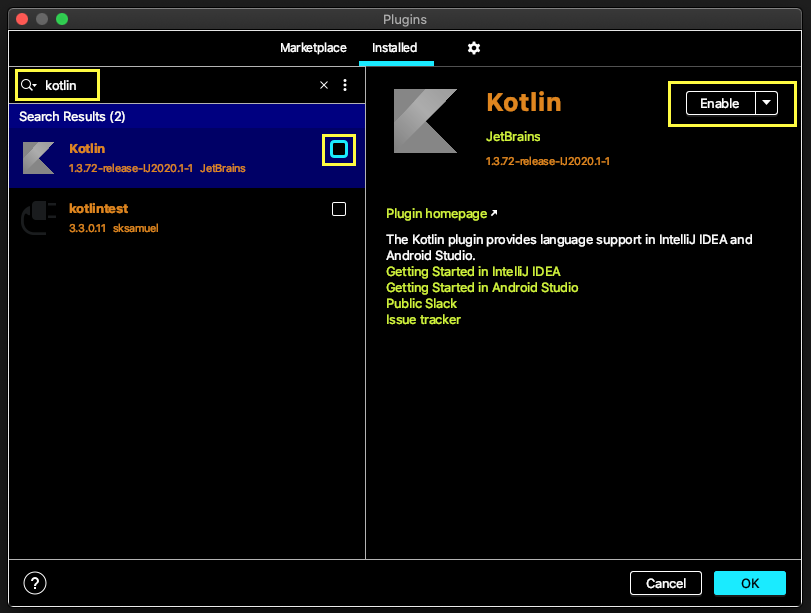 Plugins
Marketplace Installed
kotlin
Search Results (2)
Kotlin
1.3.72-release-IJ2020.1-1 JetBrains
kotlintest
3.3.0.11 sksamuel
Kotlin
Enable
JetBrains
1.3.72-release-IJ2020.1-1
Plugin homepage
The Kotlin plugin provides language support in IntelliJ IDEA and
Android Studio.
Getting Started in IntelliJ IDEA
Getting Started in Android Studio
Public Slack
Issue tracker
?
Cancel OK